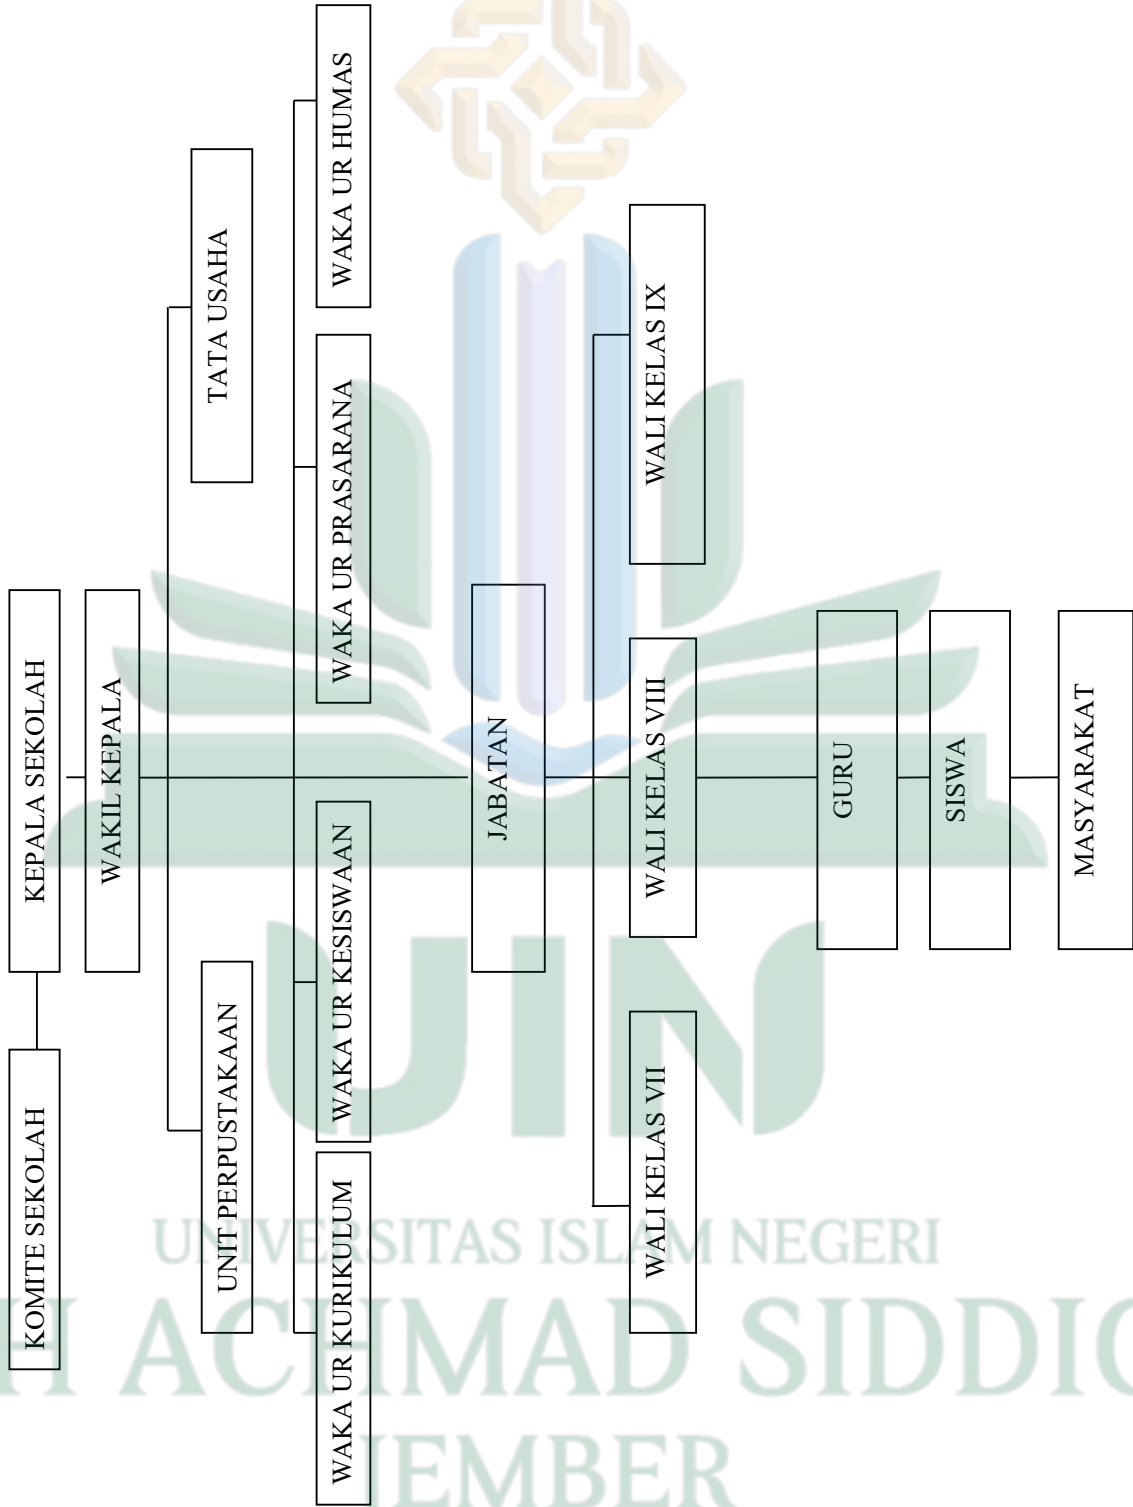 KOMITE SEKOLAH
KEPALA SEKOLAH
WAKIL KEPALA
UNIT PERPUSTAKAAN
TATA USAHA
WAKA UR KURIKULUM
WAKA UR KESISWAAN
WAKA UR PRASARANA
WAKA UR HUMAS
JABATAN
WALI KELAS VII
WALI KELAS VIII
WALI KELAS IX
GURU
SISWA
MASYARAKAT
UIN
UNIVERSITAS ISLAM NEGERI
H ACHMAD SIDDIQ
JEMBER